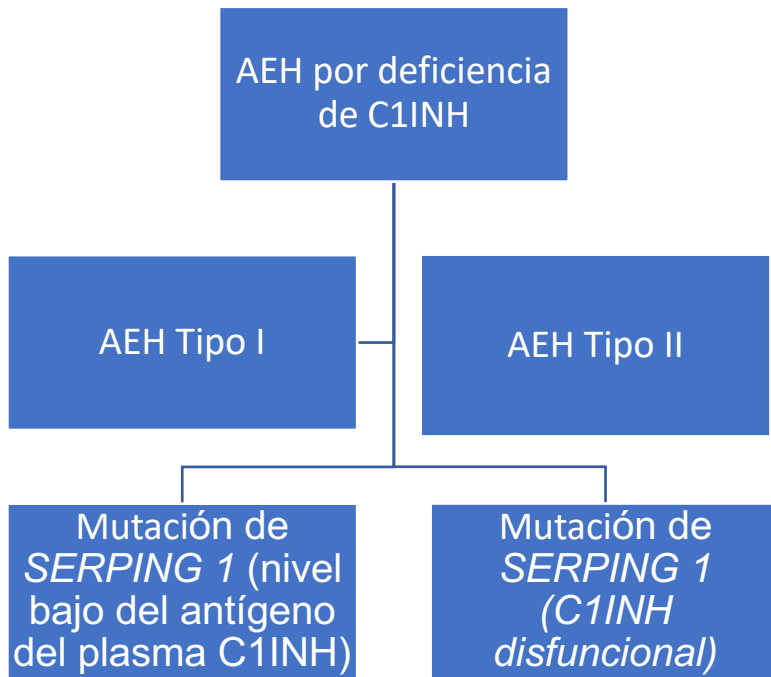 AEH por deficiencia
de C1INH
AEH Tipo I
AEH Tipo II
Mutación de
SERPING 1 (nivel
bajo del antígeno
del plasma C1INH)
Mutación de
SERPING 1
(C1INH
disfuncional)